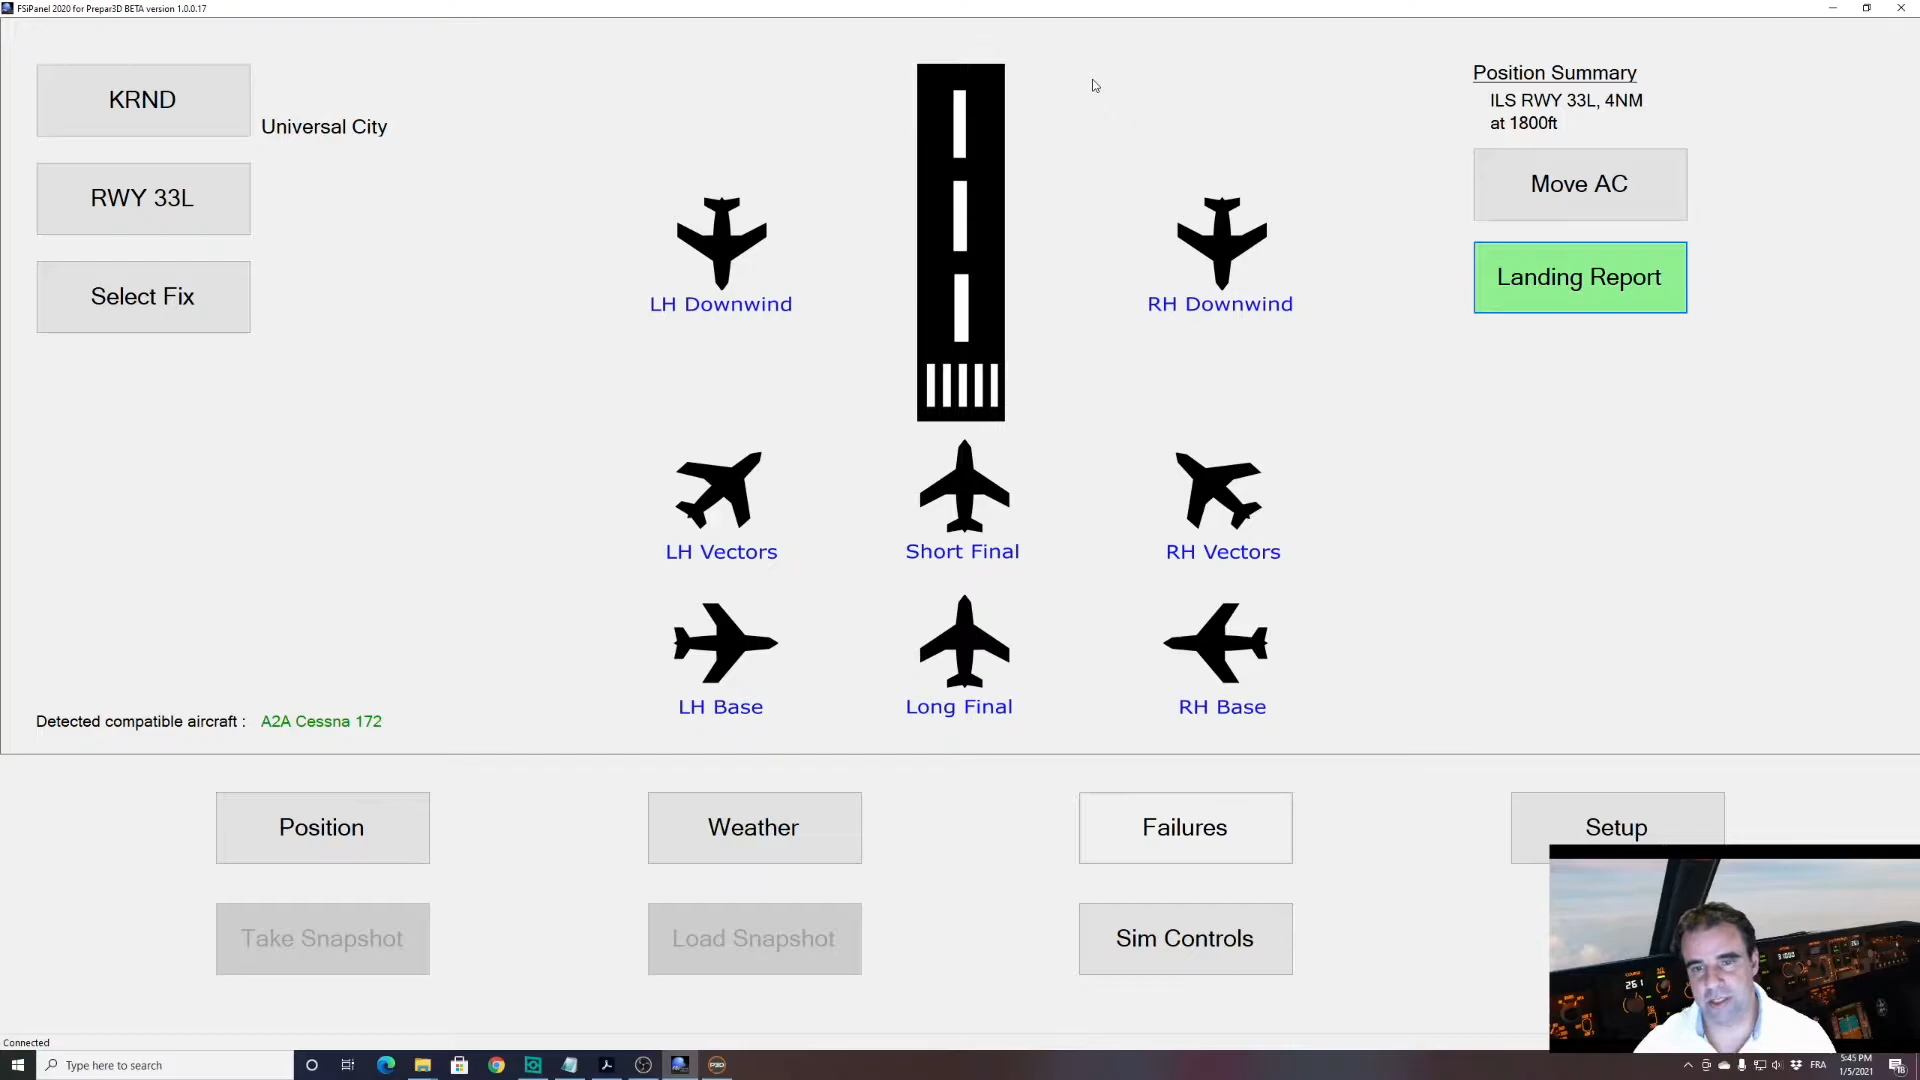 FSiPanel 2020 for Prepar3D BETA version 1.0.0.17
KRND
Universal City
RWY 33L
Select Fix
LH Downwind
RH Downwind
Position Summary
ILS RWY 33L, 4NM
at 1800ft
Move AC
Landing Report
LH Vectors
Short Final
RH Vectors
LH Base
Long Final
RH Base
Detected compatible aircraft : A2A Cessna 172
Position
Weather
Failures
Setup
Take Snapshot
Load Snapshot
Sim Controls
261
Connected
Type here to search
P3D
FRA
5:45 PM
1/5/2021